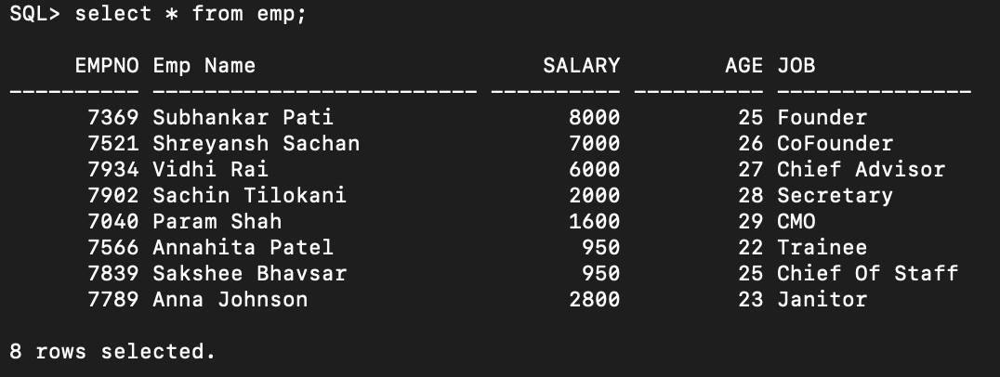 SQL> select * from emp;
     EMPNO Emp Name                      SALARY        AGE JOB
---------- ------------------------- ---------- ---------- ---------------
      7369 Subhankar Pati                  8000         25 Founder
      7521 Shreyansh Sachan                7000         26 CoFounder
      7934 Vidhi Rai                       6000         27 Chief Advisor
      7902 Sachin Tilokani                 2000         28 Secretary
      7040 Param Shah                      1600         29 CMO
      7566 Annahita Patel                   950         22 Trainee
      7839 Sakshee Bhavsar                  950         25 Chief Of Staff
      7789 Anna Johnson                    2800         23 Janitor
8 rows selected.